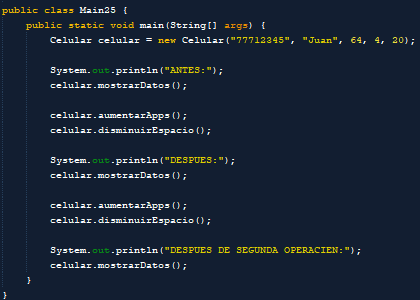 public class Main25 {
public static void main(String[] args) {
Celular celular = new Celular("77712345", "Juan", 64, 4, 20);
System.out.println("ANTES:");
celular.mostrarDatos();
celular.aumentarApps();
celular.disminuirEspacio();
System.out.println("DESPUES:");
celular.mostrarDatos();
celular.aumentarApps();
celular.disminuirEspacio();
System.out.println("DESPUES DE SEGUNDA OPERACIEN:");
celular.mostrarDatos();
}
}